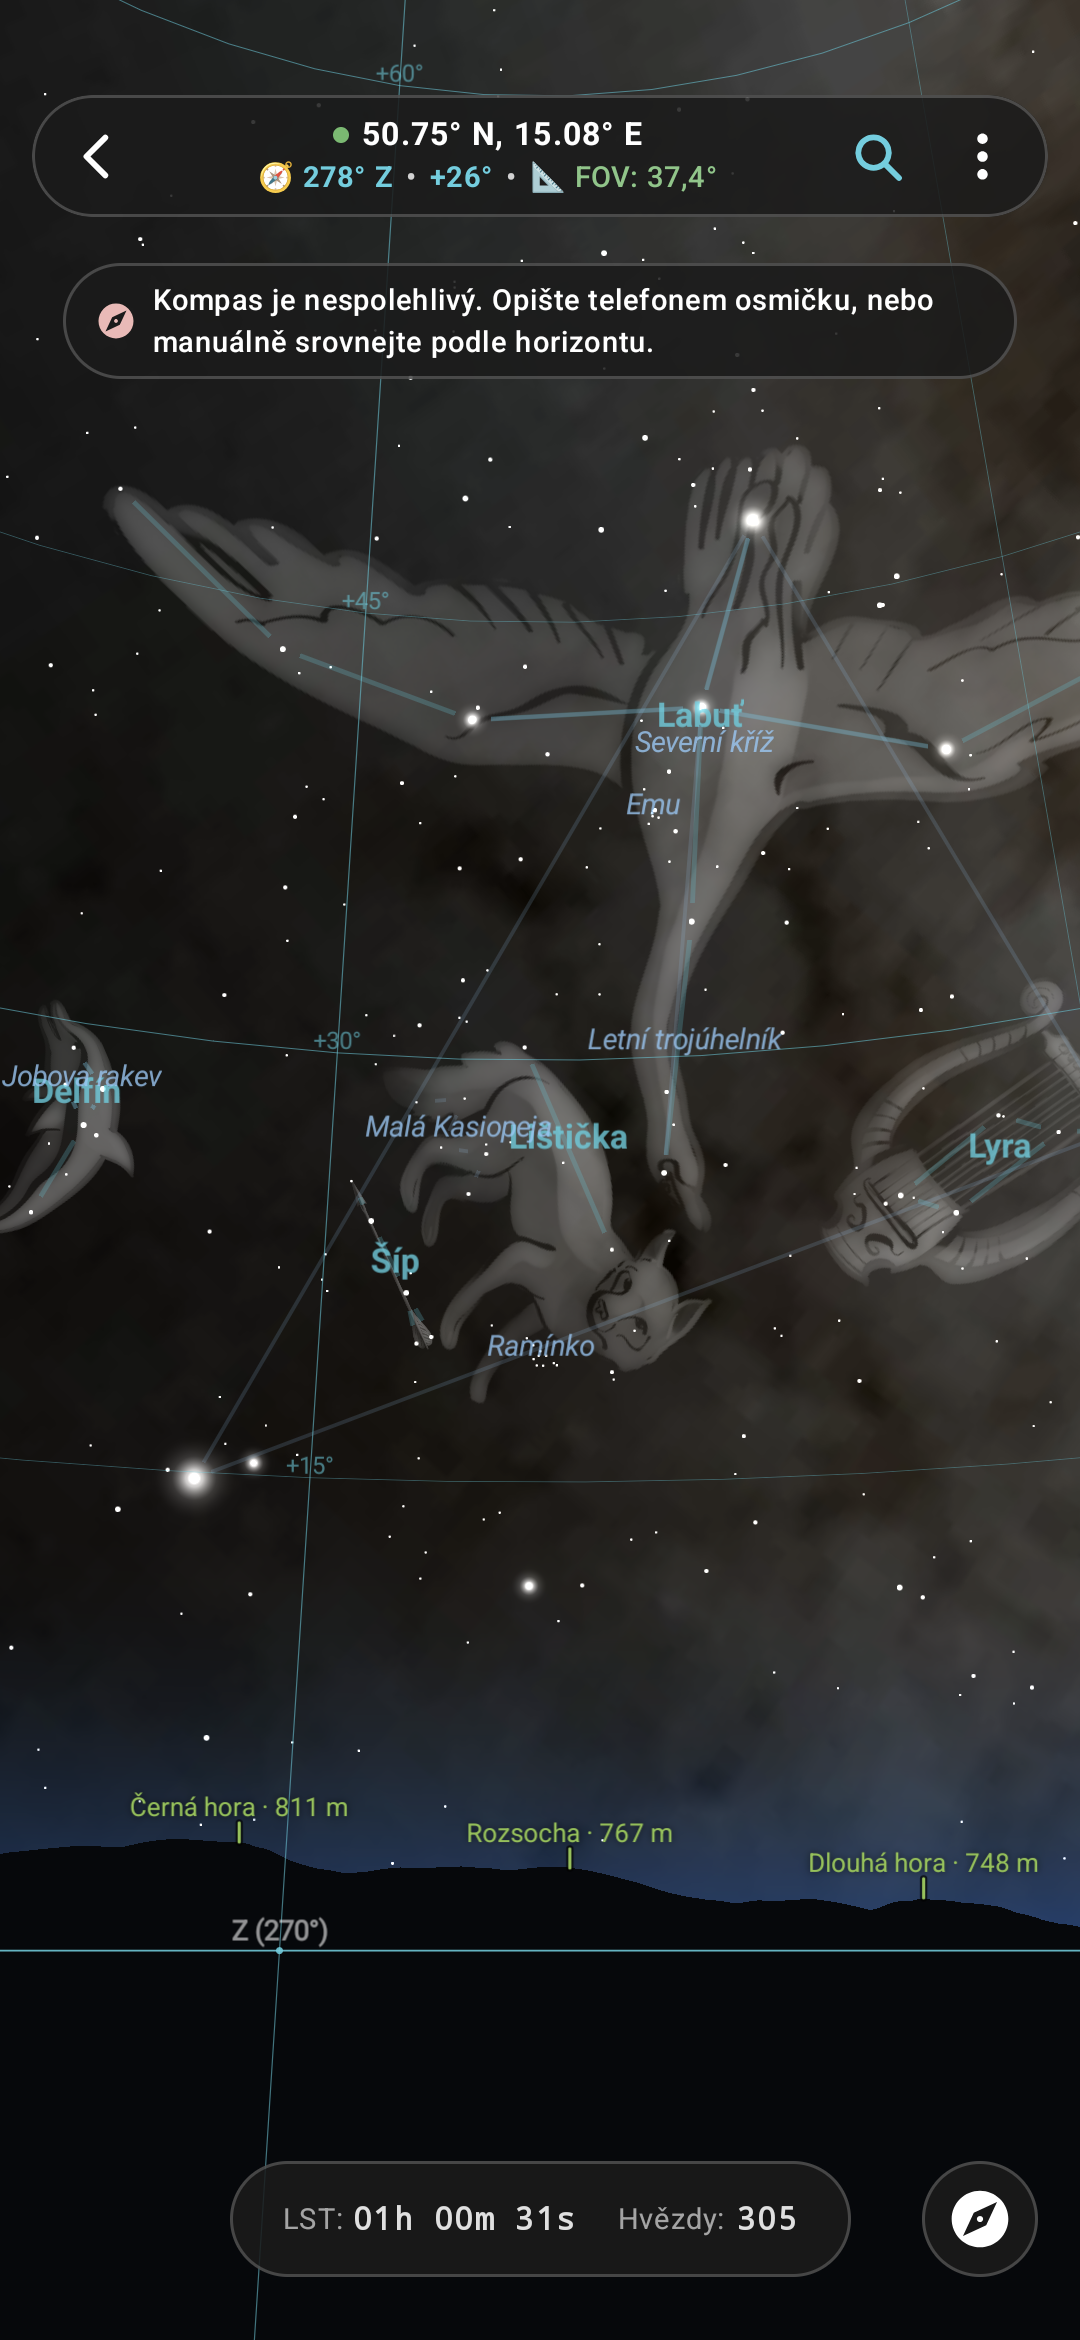 +60°
50.75° N, 15.08° E
278° Z • +26° • FOV: 37,4°
Kompas je nespolehlivý. Opište telefonem osmičku, nebo
manuálně srovnejte podle horizontu.
+45°
Labuť
Severní kříž
Emu
+30°
Letní trojúhelník
Jobova rakev
Delfín
Malá Kasiopeja
Lištička
Lyra
Šíp
Ramínko
+15°
Černá hora · 811 m
Rozsocha · 767 m
Dlouhá hora · 748 m
Z (270°)
LST: 01h 00m 31s Hvězdy: 305